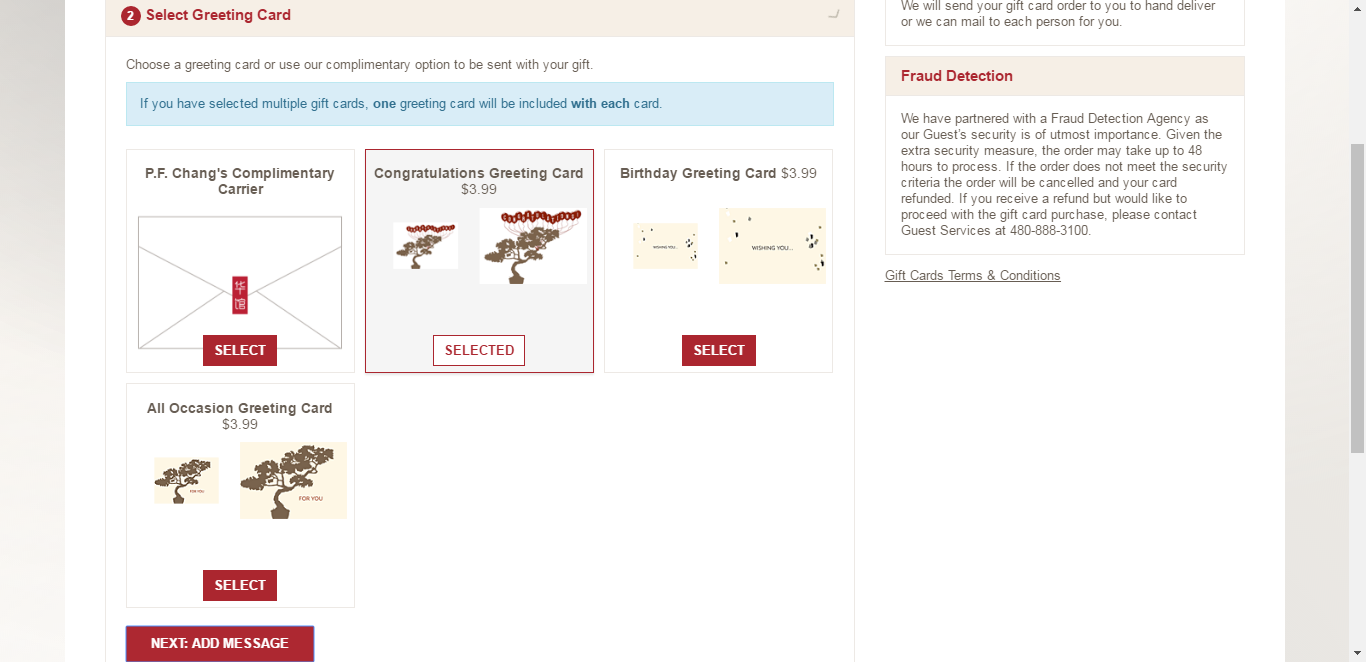 2 Select Greeting Card
Choose a greeting card or use our complimentary option to be sent with your gift.
If you have selected multiple gift cards, one greeting card will be included with each card.
P.F. Chang's Complimentary
Carrier
华
馆
SELECT
Congratulations Greeting Card
$3.99
SELECTED
Birthday Greeting Card $3.99
WISHING YOU...
WISHING YOU...
SELECT
All Occasion Greeting Card
$3.99
FOR YOU
FOR YOU
SELECT
NEXT: ADD MESSAGE
We will send your gift card order to you to hand deliver
or we can mail to each person for you.
Fraud Detection
We have partnered with a Fraud Detection Agency as
our Guest's security is of utmost importance. Given the
extra security measure, the order may take up to 48
hours to process. If the order does not meet the security
criteria the order will be cancelled and your card
refunded. If you receive a refund but would like to
proceed with the gift card purchase, please contact
Guest Services at 480-888-3100.
Gift Cards Terms & Conditions